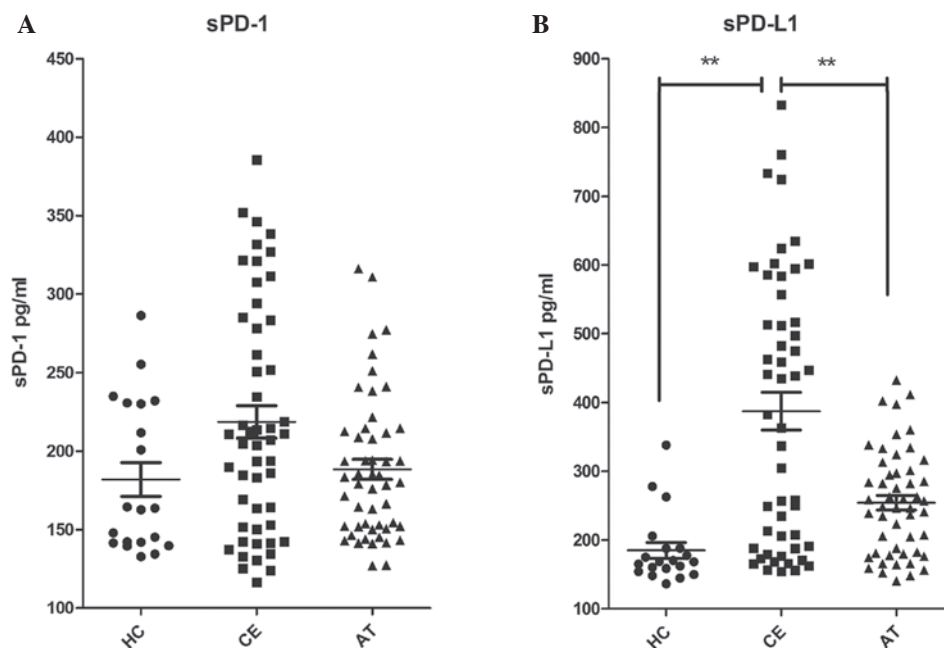 A
sPD-1
sPD-1 pg/ml
450
400
350
300
250
200
150
100
HC
CE
AT
B
sPD-L1
sPD-L1 pg/ml
900
800
700
600
500
400
300
200
100
**
**
HC
CE
AT